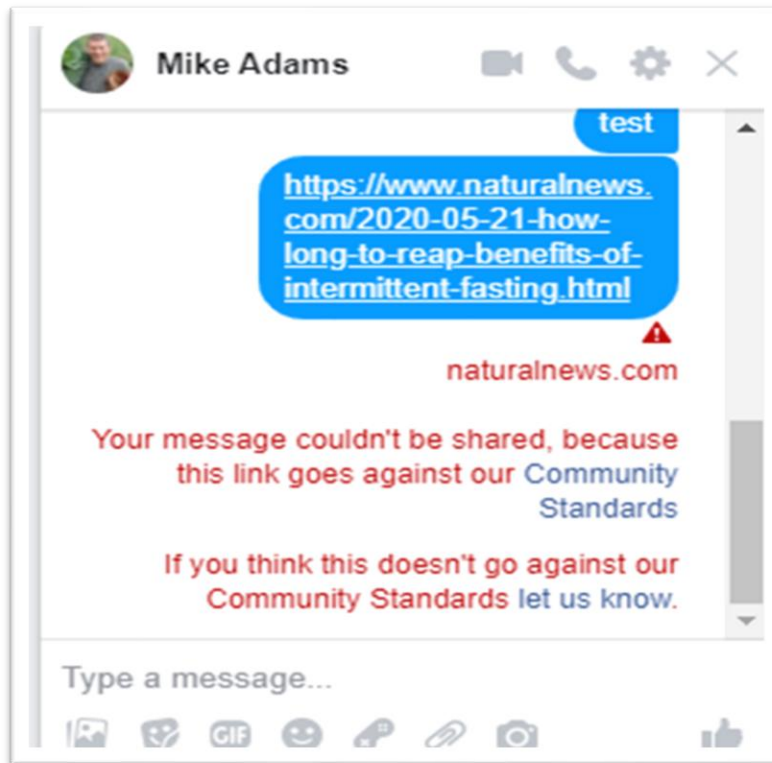 Mike Adams
test
https://www.naturalnews.
com/2020-05-21-how-
long-to-reap-benefits-of-
intermittent-fasting.html
naturalnews.com
Your message couldn't be shared, because
this link goes against our Community
Standards
If you think this doesn't go against our
Community Standards let us know.
Type a message...
GIF